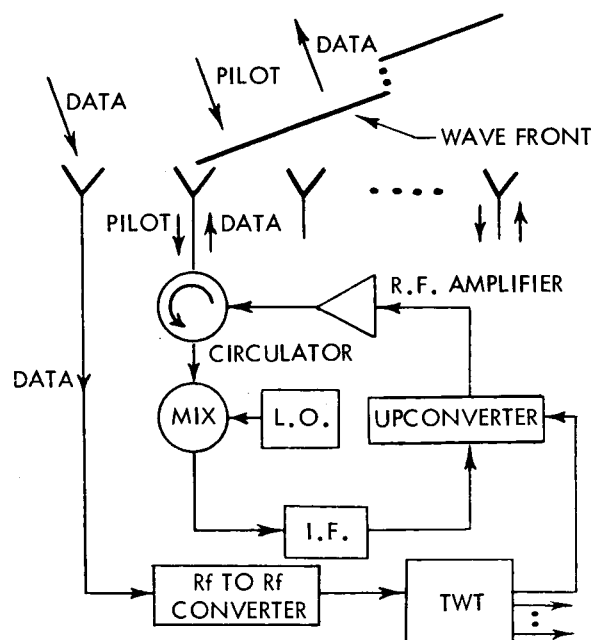 DATA
PILOT
DATA
WAVE FRONT
PILOT
DATA
R.F. AMPLIFIER
CIRCULATOR
DATA
MIX
L.O.
UPCONVERTER
I.F.
Rf TO Rf
CONVERTER
TWT